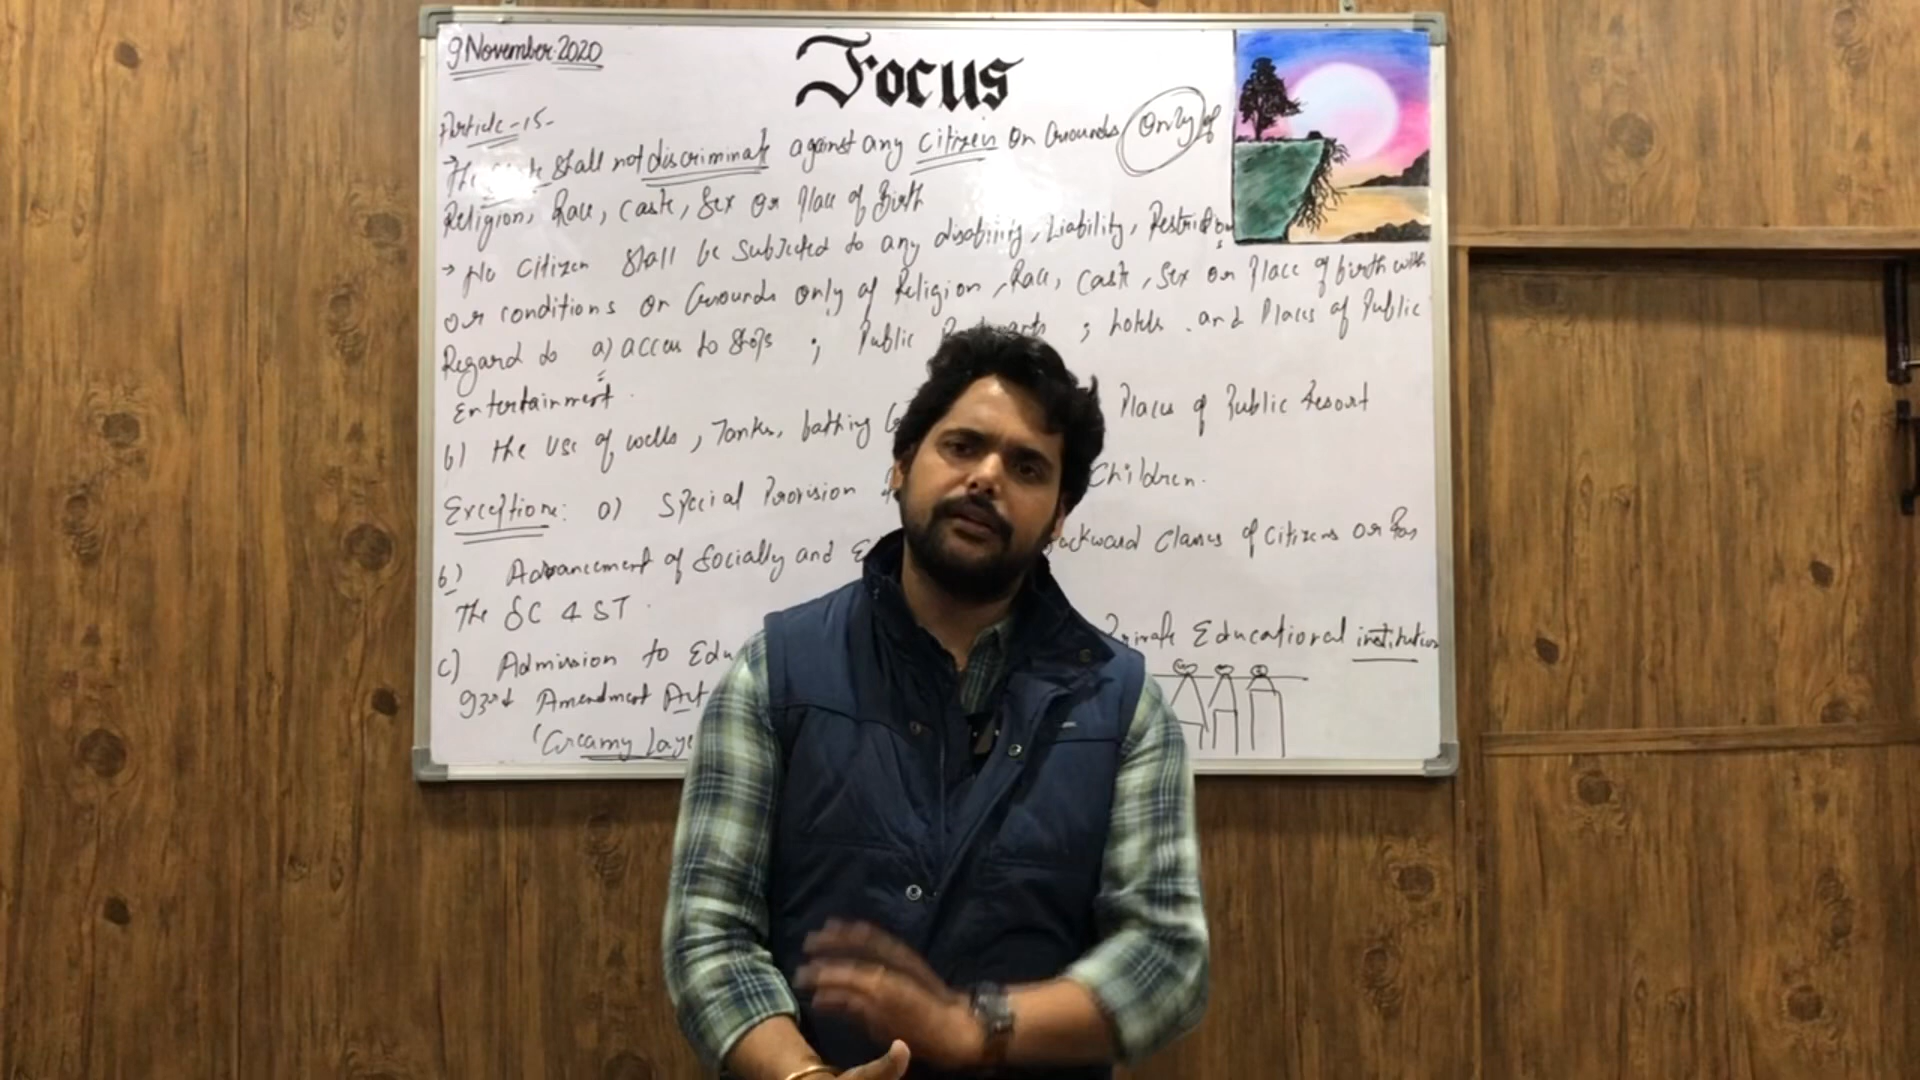 9 November 2020
Focus
Article-15-
→ The State shall not discriminate against any citizen on Grounds only of
Religion, Race, caste, Sex or Place of Birth
→ No Citizen shall be Subjected to any disability, Liability, Restrictions
or conditions on Grounds only of Religion, Race, caste, Sex or Place of birth with
Regard to a) access to Shops ; Public ; hotels and Places of Public
Entertainment.
b) the use of wells, Tanks, bathing Places of Public Resort
Exceptions: a) Special Provision Children.
b) Advancement of Socially and Backward Classes of citizens or for
The SC & ST.
c) Admission to Private Educational institution
93rd Amendment Act
"Creamy